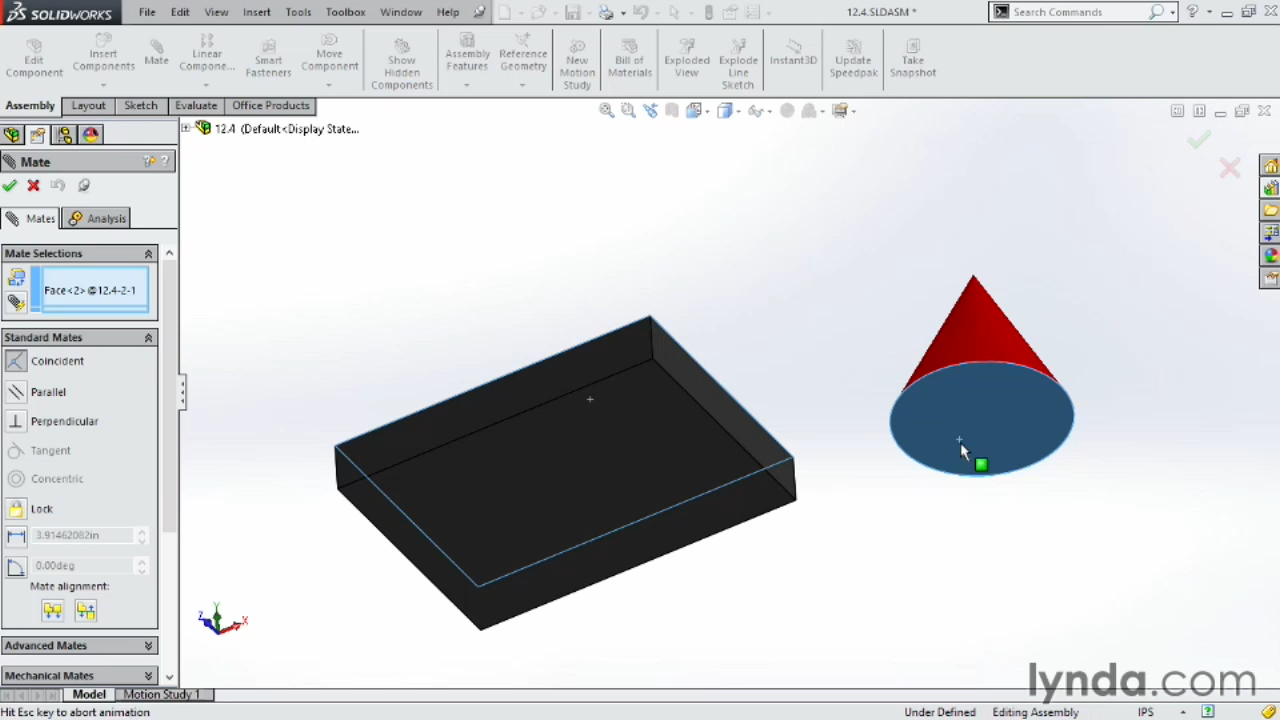 SOLIDWORKS File Edit View Insert Tools Toolbox Window Help 12.4.SLDASM * Search Commands
Edit Component
Insert Components
Mate
Linear Compone...
Smart Fasteners
Move Component
Show Hidden Components
Assembly Features
Reference Geometry
New Motion Study
Bill of Materials
Exploded View
Explode Line Sketch
Instant3D
Update Speedpak
Take Snapshot
Assembly Layout Sketch Evaluate Office Products
12.4 (Default<Display State...
Mate
Mates Analysis
Mate Selections
Face<2>@12.4-2-1
Standard Mates
Coincident
Parallel
Perpendicular
Tangent
Concentric
Lock
3.91462082in
0.00deg
Mate alignment:
Advanced Mates
Mechanical Mates
Y
Z X
lynda.com
Model Motion Study 1
Hit Esc key to abort animation Under Defined Editing Assembly IPS